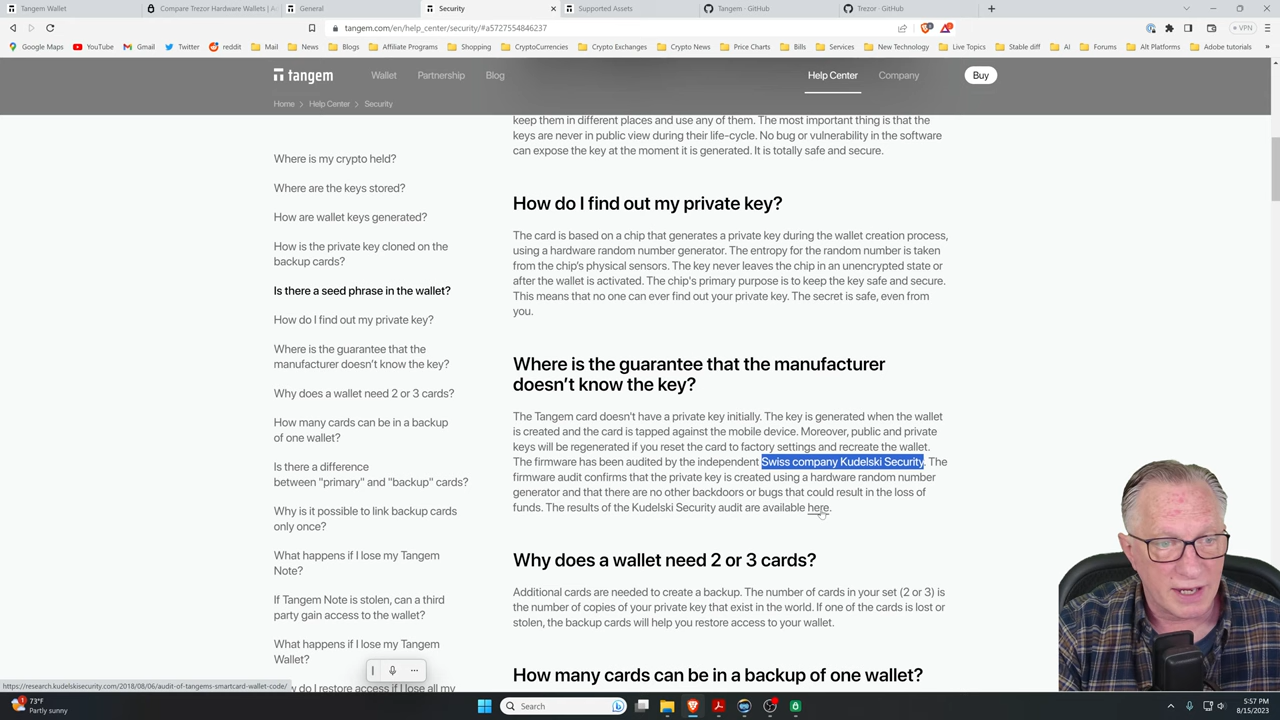 Tangem Wallet
Compare Trezor Hardware Wallets | A
General
Security
Supported Assets
Tangem · GitHub
Trezor · GitHub
tangem.com/en/help_center/security/#a5727554846237
VPN
Google Maps
YouTube
Gmail
Twitter
reddit
Mail
News
Blogs
Affiliate Programs
Shopping
CryptoCurrencies
Crypto Exchanges
Crypto News
Price Charts
Bills
Services
New Technology
Live Topics
Stable diff
AI
Forums
Alt Platforms
Adobe tutorials
tangem
Wallet
Partnership
Blog
Help Center
Company
Buy
Home > Help Center > Security
Where is my crypto held?
Where are the keys stored?
How are wallet keys generated?
How is the private key cloned on the
backup cards?
Is there a seed phrase in the wallet?
How do I find out my private key?
Where is the guarantee that the
manufacturer doesn't know the key?
Why does a wallet need 2 or 3 cards?
How many cards can be in a backup
of one wallet?
Is there a difference
between "primary" and "backup" cards?
Why is it possible to link backup cards
only once?
What happens if I lose my Tangem
Note?
If Tangem Note is stolen, can a third
party gain access to the wallet?
What happens if I lose my Tangem
Wallet?
do I restore access if I lose all my
keep them in different places and use any of them. The most important thing is that the
keys are never in public view during their life-cycle. No bug or vulnerability in the software
can expose the key at the moment it is generated. It is totally safe and secure.
How do I find out my private key?
The card is based on a chip that generates a private key during the wallet creation process,
using a hardware random number generator. The entropy for the random number is taken
from the chip's physical sensors. The key never leaves the chip in an unencrypted state or
after the wallet is activated. The chip's primary purpose is to keep the key safe and secure.
This means that no one can ever find out your private key. The secret is safe, even from
you.
Where is the guarantee that the manufacturer
doesn't know the key?
The Tangem card doesn't have a private key initially. The key is generated when the wallet
is created and the card is tapped against the mobile device. Moreover, public and private
keys will be regenerated if you reset the card to factory settings and recreate the wallet.
The firmware has been audited by the independent Swiss company Kudelski Security. The
firmware audit confirms that the private key is created using a hardware random number
generator and that there are no other backdoors or bugs that could result in the loss of
funds. The results of the Kudelski Security audit are available here.
Why does a wallet need 2 or 3 cards?
Additional cards are needed to create a backup. The number of cards in your set (2 or 3) is
the number of copies of your private key that exist in the world. If one of the cards is lost or
stolen, the backup cards will help you restore access to your wallet.
How many cards can be in a backup of one wallet?
https://research.kudelskisecurity.com/2018/08/06/audit-of-tangems-smartcard-wallet-code/
73°F
Partly sunny
Search
5:57 PM
8/15/2023